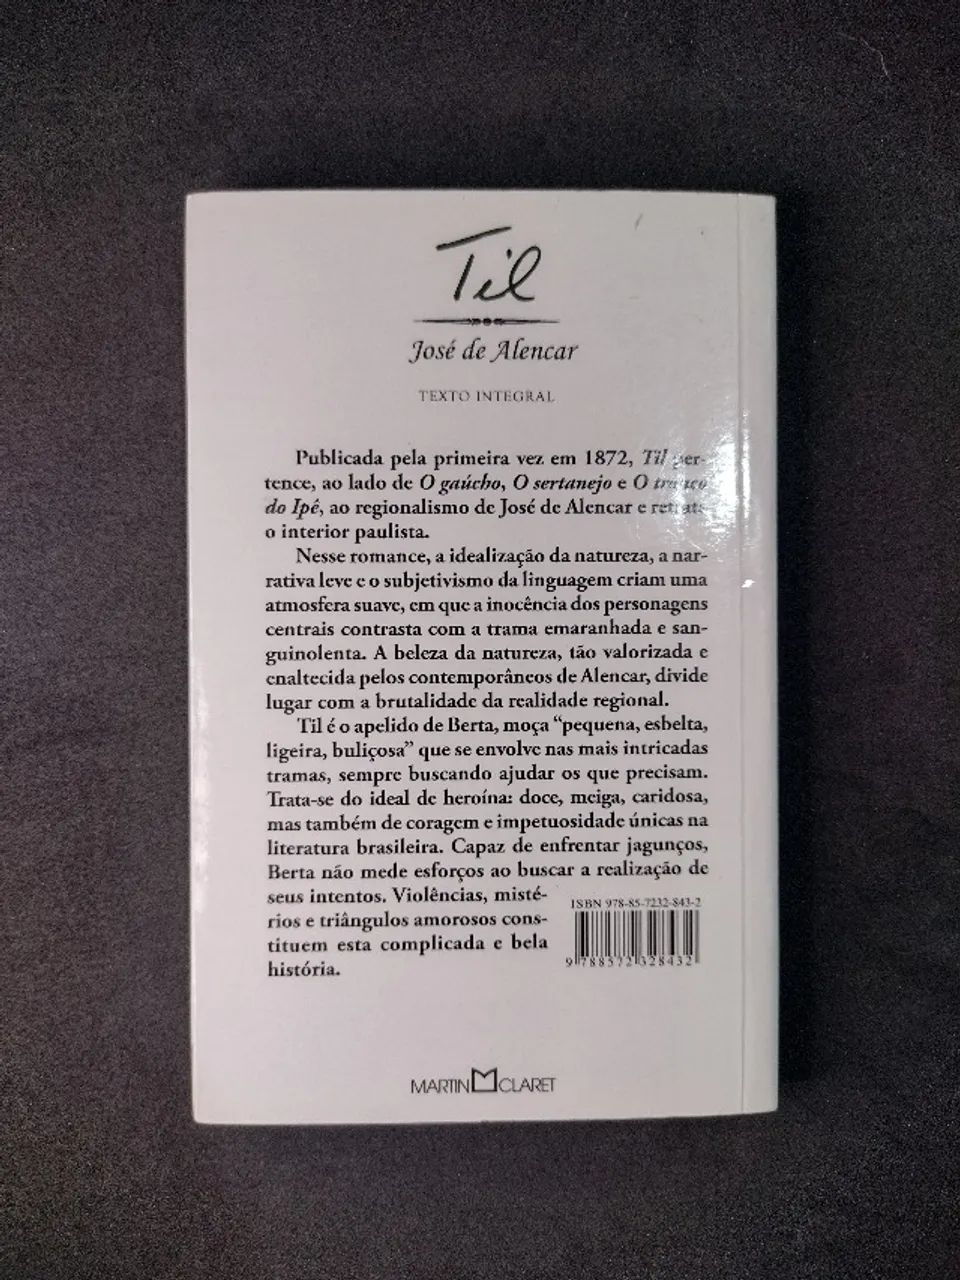 Til
José de Alencar
TEXTO INTEGRAL
Publicada pela primeira vez em 1872, Til per-
tence, ao lado de O gaúcho, O sertanejo e O tronco
do Ipê, ao regionalismo de José de Alencar e retrata
o interior paulista.
Nesse romance, a idealização da natureza, a nar-
rativa leve e o subjetivismo da linguagem criam uma
atmosfera suave, em que a inocência dos personagens
centrais contrasta com a trama emaranhada e san-
guinolenta. A beleza da natureza, tão valorizada e
enaltecida pelos contemporâneos de Alencar, divide
lugar com a brutalidade da realidade regional.
Til é o apelido de Berta, moça “pequena, esbelta,
ligeira, buliçosa” que se envolve nas mais intricadas
tramas, sempre buscando ajudar os que precisam.
Trata-se do ideal de heroína: doce, meiga, caridosa,
mas também de coragem e impetuosidade únicas na
literatura brasileira. Capaz de enfrentar jagunços,
Berta não mede esforços ao buscar a realização de
seus intentos. Violências, misté-
rios e triângulos amorosos cons-
tituem esta complicada e bela
história.
ISBN 978-85-7232-843-2
9 788572 328432
MARTIN CLARET